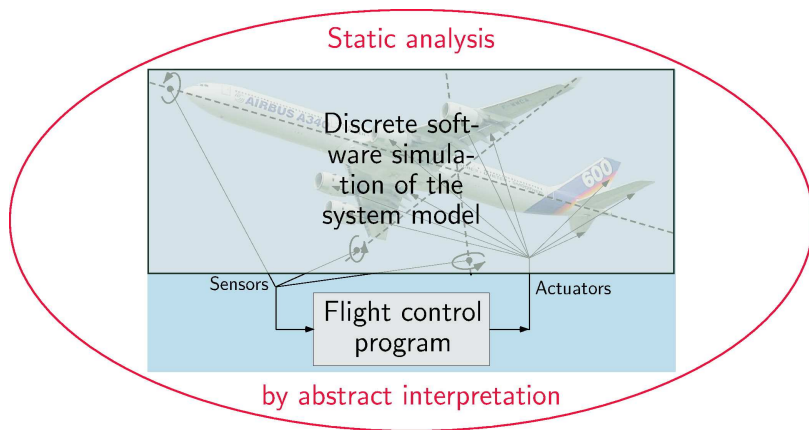 Static analysis
AIRBUS A340
Discrete soft-
ware simula-
tion of the
system model
600
Sensors
Actuators
Flight control
program
by abstract interpretation